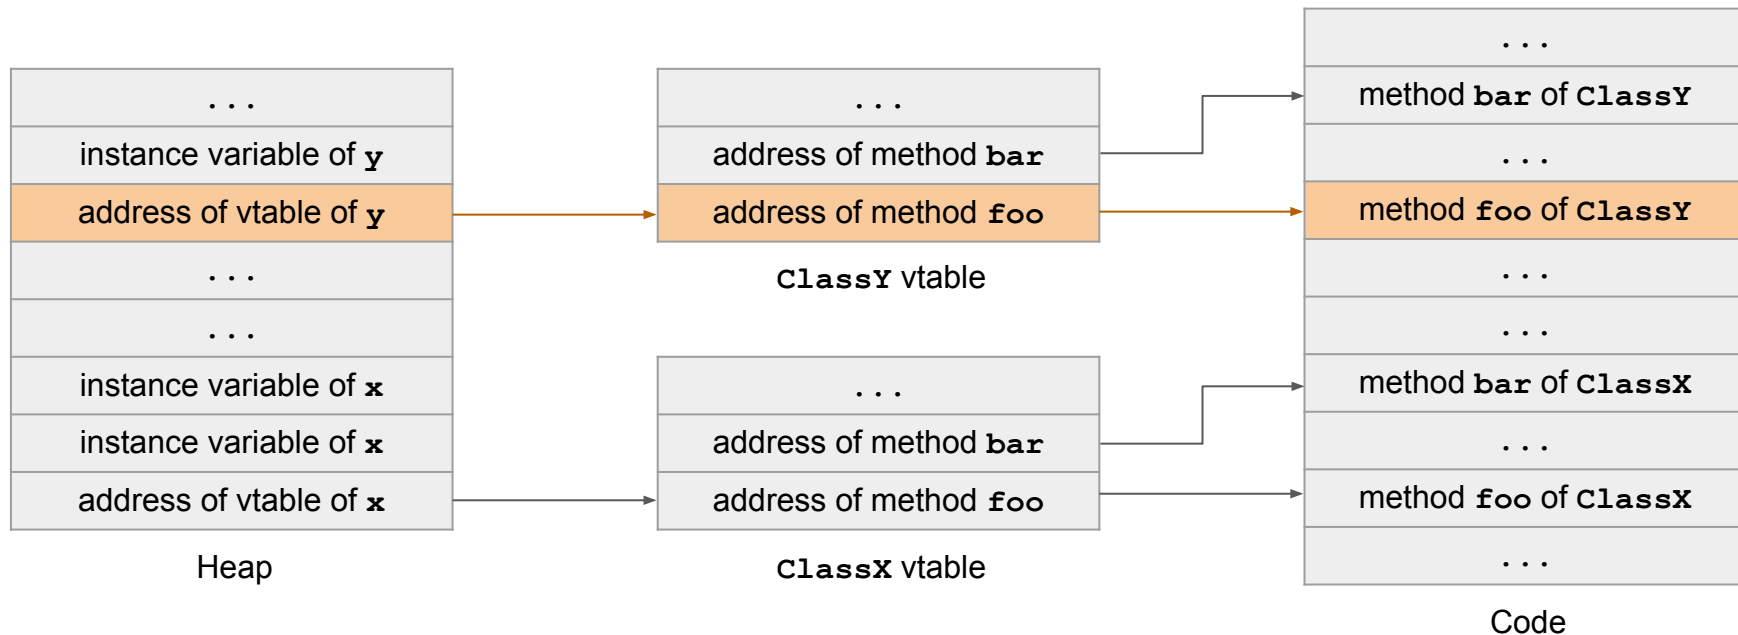 ...
instance variable of y
address of vtable of y
...
...
instance variable of x
instance variable of x
address of vtable of x
Heap
...
address of method bar
address of method foo
ClassY vtable
...
address of method bar
address of method foo
ClassX vtable
...
method bar of ClassY
...
method foo of ClassY
...
...
method bar of ClassX
...
method foo of ClassX
...
Code